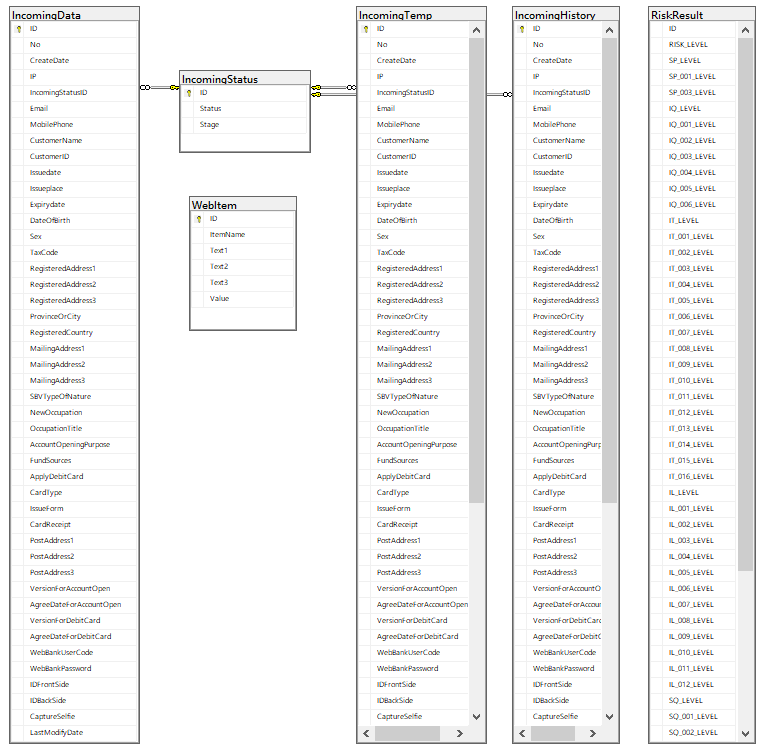 IncomingData
ID
No
CreateDate
IP
IncomingStatusID
Email
MobilePhone
CustomerName
CustomerID
Issuedate
Issueplace
Expirydate
DateOfBirth
Sex
TaxCode
RegisteredAddress1
RegisteredAddress2
RegisteredAddress3
ProvinceOrCity
RegisteredCountry
MailingAddress1
MailingAddress2
MailingAddress3
SBVTypeOfNature
NewOccupation
OccupationTitle
AccountOpeningPurpose
FundSources
ApplyDebitCard
CardType
IssueForm
CardReceipt
PostAddress1
PostAddress2
PostAddress3
VersionForAccountOpen
AgreeDateForAccountOpen
VersionForDebitCard
AgreeDateForDebitCard
WebBankUserCode
WebBankPassword
IDFrontSide
IDBackSide
CaptureSelfie
LastModifyDate
IncomingStatus
ID
Status
Stage
WebItem
ID
ItemName
Text1
Text2
Text3
Value
IncomingTemp
ID
No
CreateDate
IP
IncomingStatusID
Email
MobilePhone
CustomerName
CustomerID
Issuedate
Issueplace
Expirydate
DateOfBirth
Sex
TaxCode
RegisteredAddress1
RegisteredAddress2
RegisteredAddress3
ProvinceOrCity
RegisteredCountry
MailingAddress1
MailingAddress2
MailingAddress3
SBVTypeOfNature
NewOccupation
OccupationTitle
AccountOpeningPurpose
FundSources
ApplyDebitCard
CardType
IssueForm
CardReceipt
PostAddress1
PostAddress2
PostAddress3
VersionForAccountOpen
AgreeDateForAccountOpen
VersionForDebitCard
AgreeDateForDebitCard
WebBankUserCode
WebBankPassword
IDFrontSide
IDBackSide
CaptureSelfie
IncomingHistory
ID
No
CreateDate
IP
IncomingStatusID
Email
MobilePhone
CustomerName
CustomerID
Issuedate
Issueplace
Expirydate
DateOfBirth
Sex
TaxCode
RegisteredAddress1
RegisteredAddress2
RegisteredAddress3
ProvinceOrCity
RegisteredCountry
MailingAddress1
MailingAddress2
MailingAddress3
SBVTypeOfNature
NewOccupation
OccupationTitle
AccountOpeningPurp
FundSources
ApplyDebitCard
CardType
IssueForm
CardReceipt
PostAddress1
PostAddress2
PostAddress3
VersionForAccountO
AgreeDateForAccour
VersionForDebitCarc
AgreeDateForDebitC
WebBankUserCode
WebBankPassword
IDFrontSide
IDBackSide
CaptureSelfie
RiskResult
ID
RISK_LEVEL
SP_LEVEL
SP_001_LEVEL
SP_003_LEVEL
IQ_LEVEL
IQ_001_LEVEL
IQ_002_LEVEL
IQ_003_LEVEL
IQ_004_LEVEL
IQ_005_LEVEL
IQ_006_LEVEL
IT_LEVEL
IT_001_LEVEL
IT_002_LEVEL
IT_003_LEVEL
IT_004_LEVEL
IT_005_LEVEL
IT_006_LEVEL
IT_007_LEVEL
IT_008_LEVEL
IT_009_LEVEL
IT_010_LEVEL
IT_011_LEVEL
IT_012_LEVEL
IT_013_LEVEL
IT_014_LEVEL
IT_015_LEVEL
IT_016_LEVEL
IL_LEVEL
IL_001_LEVEL
IL_002_LEVEL
IL_003_LEVEL
IL_004_LEVEL
IL_005_LEVEL
IL_006_LEVEL
IL_007_LEVEL
IL_008_LEVEL
IL_009_LEVEL
IL_010_LEVEL
IL_011_LEVEL
IL_012_LEVEL
SQ_LEVEL
SQ_001_LEVEL
SQ_002_LEVEL